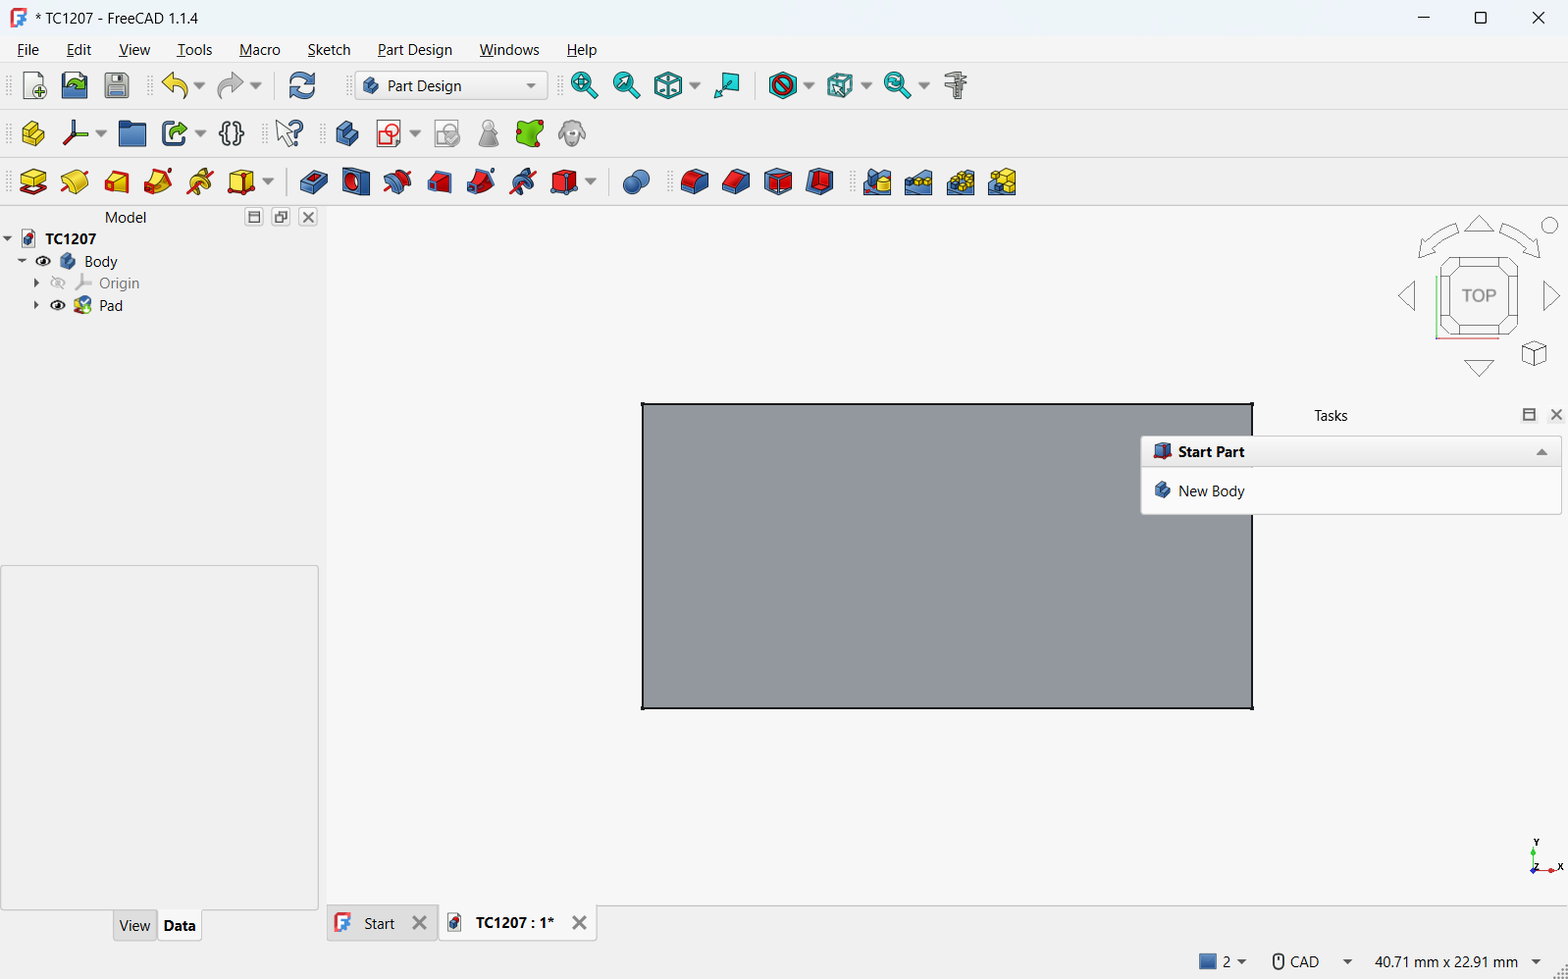 * TC1207 - FreeCAD 1.1.4
File Edit View Tools Macro Sketch Part Design Windows Help
Part Design
Model
TC1207
Body
Origin
Pad
TOP
Tasks
Start Part
New Body
Y
Z X
View Data
Start TC1207 : 1*
2 CAD 40.71 mm x 22.91 mm